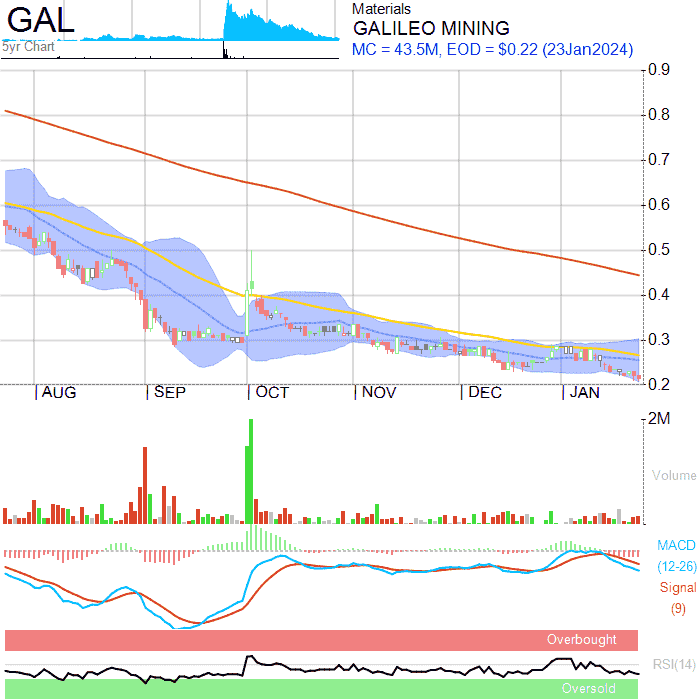 GAL
5yr Chart
Materials
GALILEO MINING
MC = 43.5M, EOD = $0.22 (23Jan2024)
0.9
0.8
0.7
0.6
0.5
0.4
0.3
0.2
AUG SEP OCT NOV DEC JAN
2M
Volume
MACD
(12-26)
Signal
(9)
Overbought
RSI(14)
Oversold